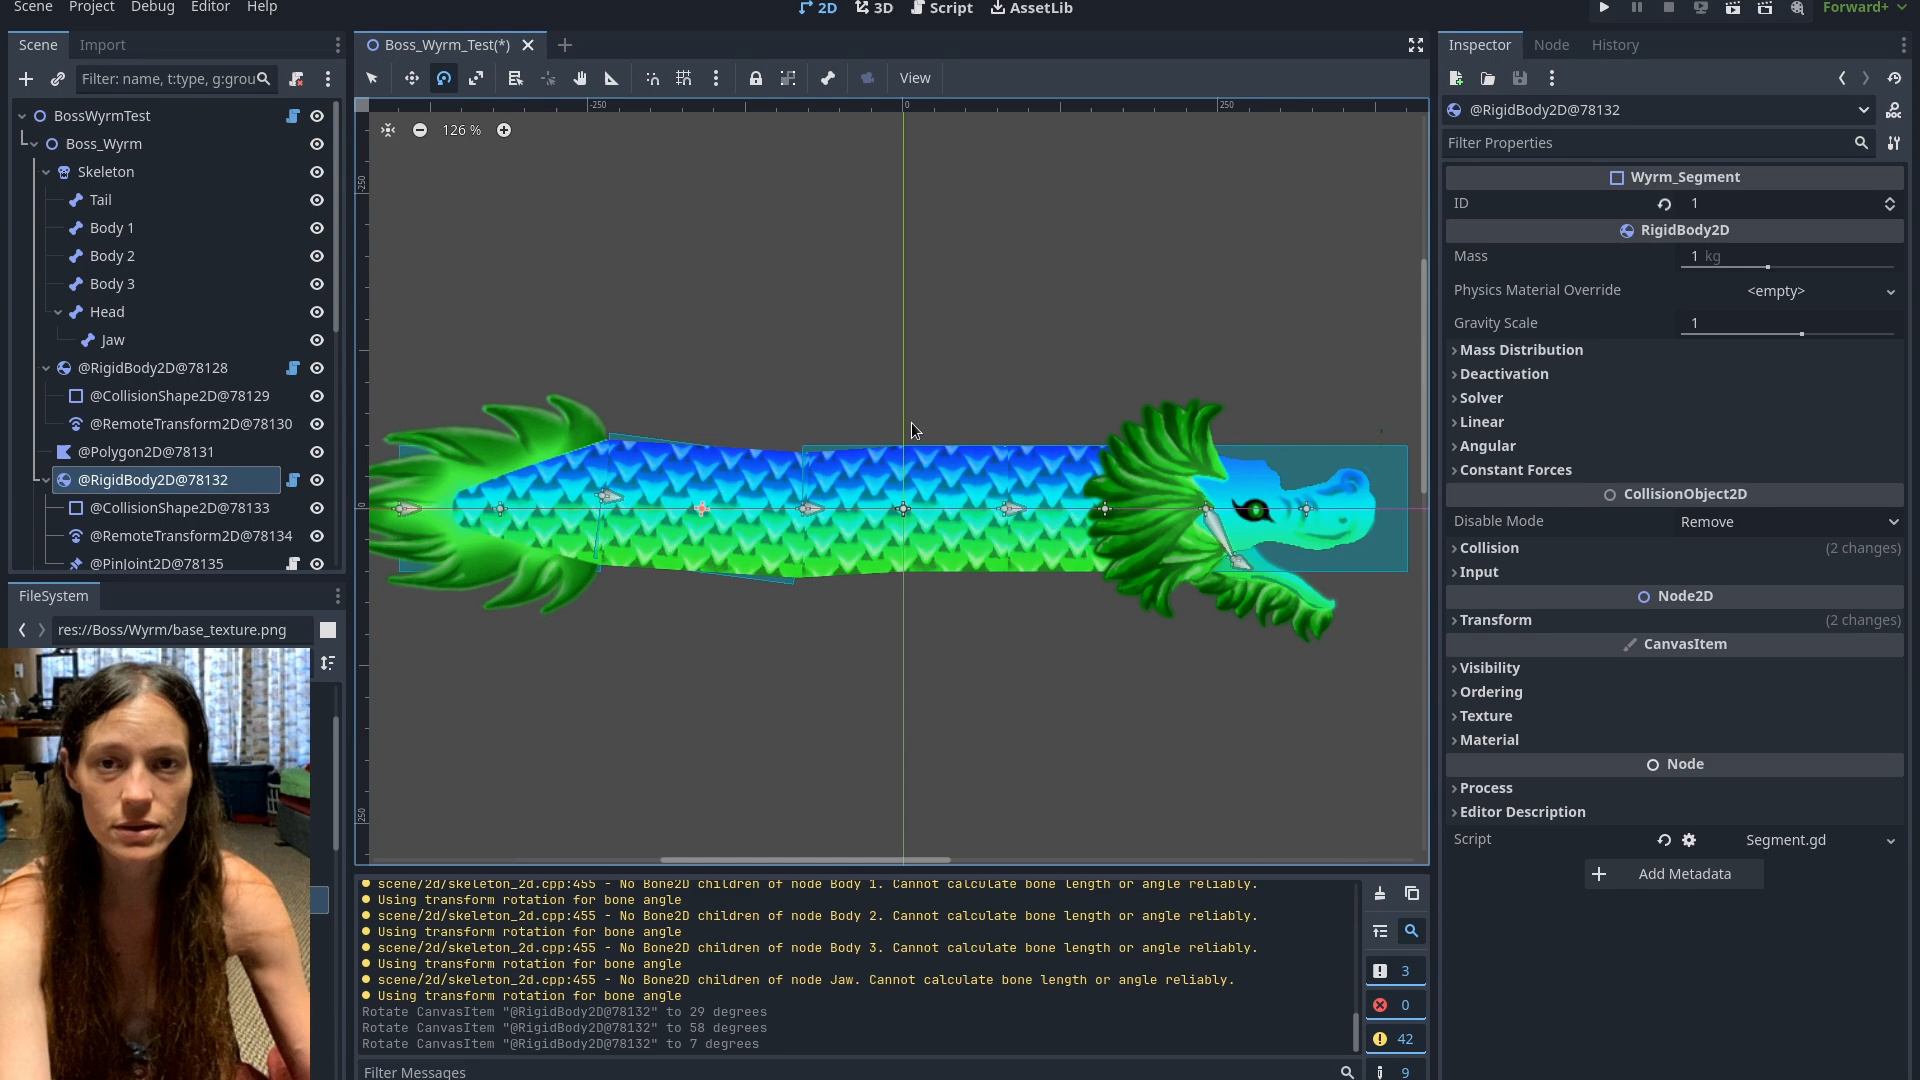 Scene Project Debug Editor Help
2D 3D Script AssetLib
Forward+
Scene Import
Filter: name, t:type, g:grou
BossWyrmTest
Boss_Wyrm
Skeleton
Tail
Body 1
Body 2
Body 3
Head
Jaw
@RigidBody2D@78128
@CollisionShape2D@78129
@RemoteTransform2D@78130
@Polygon2D@78131
@RigidBody2D@78132
@CollisionShape2D@78133
@RemoteTransform2D@78134
@PinJoint2D@78135
FileSystem
res://Boss/Wyrm/base_texture.png
Boss_Wyrm_Test(*)
View
-250 0 250
-250
0
250
126 %
scene/2d/skeleton_2d.cpp:455 - No Bone2D children of node Body 1. Cannot calculate bone length or angle reliably.
Using transform rotation for bone angle
scene/2d/skeleton_2d.cpp:455 - No Bone2D children of node Body 2. Cannot calculate bone length or angle reliably.
Using transform rotation for bone angle
scene/2d/skeleton_2d.cpp:455 - No Bone2D children of node Body 3. Cannot calculate bone length or angle reliably.
Using transform rotation for bone angle
scene/2d/skeleton_2d.cpp:455 - No Bone2D children of node Jaw. Cannot calculate bone length or angle reliably.
Using transform rotation for bone angle
Rotate CanvasItem "@RigidBody2D@78132" to 29 degrees
Rotate CanvasItem "@RigidBody2D@78132" to 58 degrees
Rotate CanvasItem "@RigidBody2D@78132" to 7 degrees
Filter Messages
3
0
42
9
Inspector Node History
@RigidBody2D@78132
Filter Properties
Wyrm_Segment
ID 1
RigidBody2D
Mass 1 kg
Physics Material Override <empty>
Gravity Scale 1
Mass Distribution
Deactivation
Solver
Linear
Angular
Constant Forces
CollisionObject2D
Disable Mode Remove
Collision (2 changes)
Input
Node2D
Transform (2 changes)
CanvasItem
Visibility
Ordering
Texture
Material
Node
Process
Editor Description
Script Segment.gd
Add Metadata